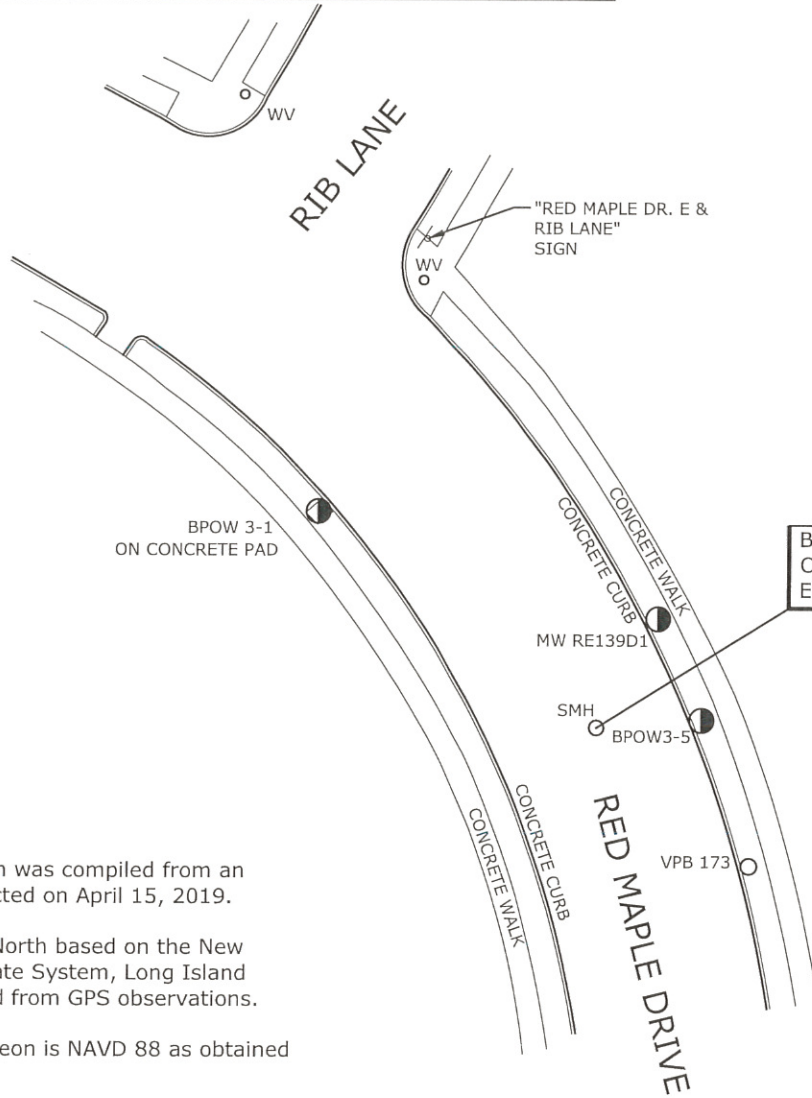 WV
RIB LANE
"RED MAPLE DR. E &
RIB LANE"
SIGN
WV
BPOW 3-1
ON CONCRETE PAD
CONCRETE CURB
CONCRETE WALK
MW RE139D1
SMH
BPOW3-5
VPB 173
CONCRETE CURB
CONCRETE WALK
RED MAPLE DRIVE
was compiled from an
on April 15, 2019.
North based on the New
System, Long Island
from GPS observations.
is NAVD 88 as obtained